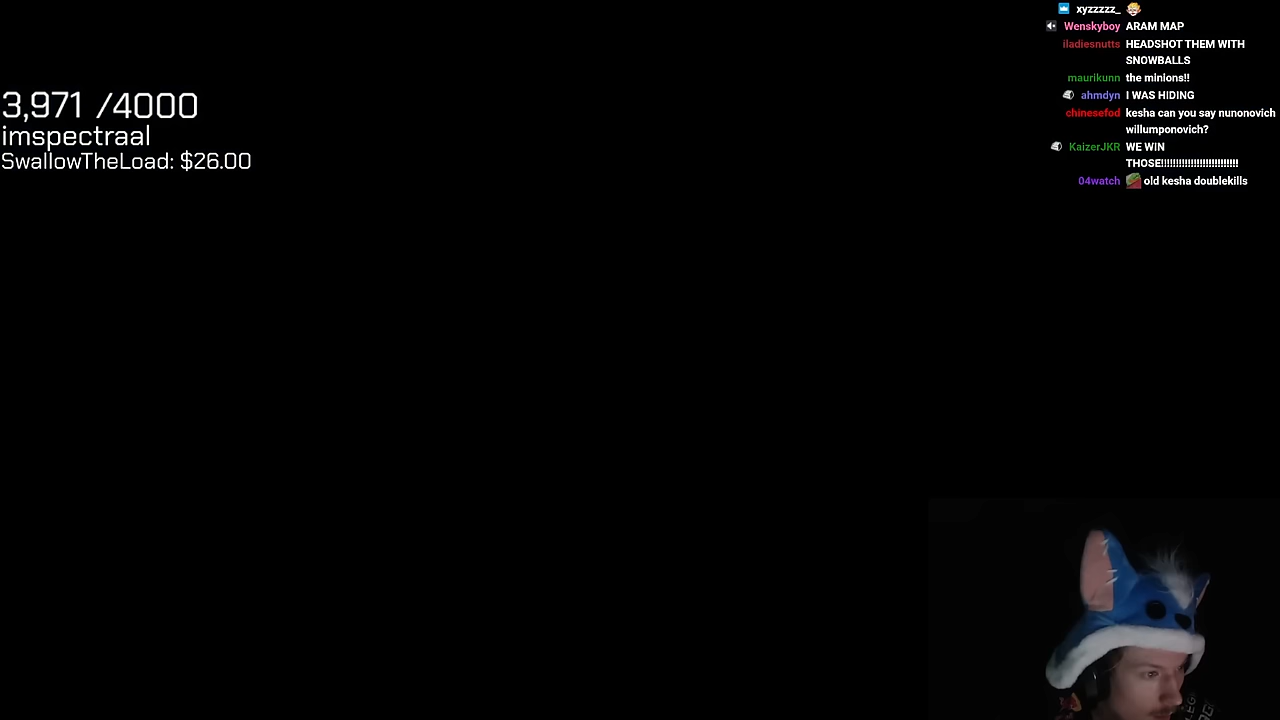 3,971 /4000
imspectraal
SwallowTheLoad: $26.00
xyzzzzz_
Wenskyboy ARAM MAP
iladiesnutts HEADSHOT THEM WITH
SNOWBALLS
maurikunn the minions!!
ahmdyn I WAS HIDING
chinesefod kesha can you say nunonovich
willumponovich?
KaizerJKR WE WIN
THOSE!!!!!!!!!!!!!!!!!!!!!!!!!!
04watch old kesha doublekills